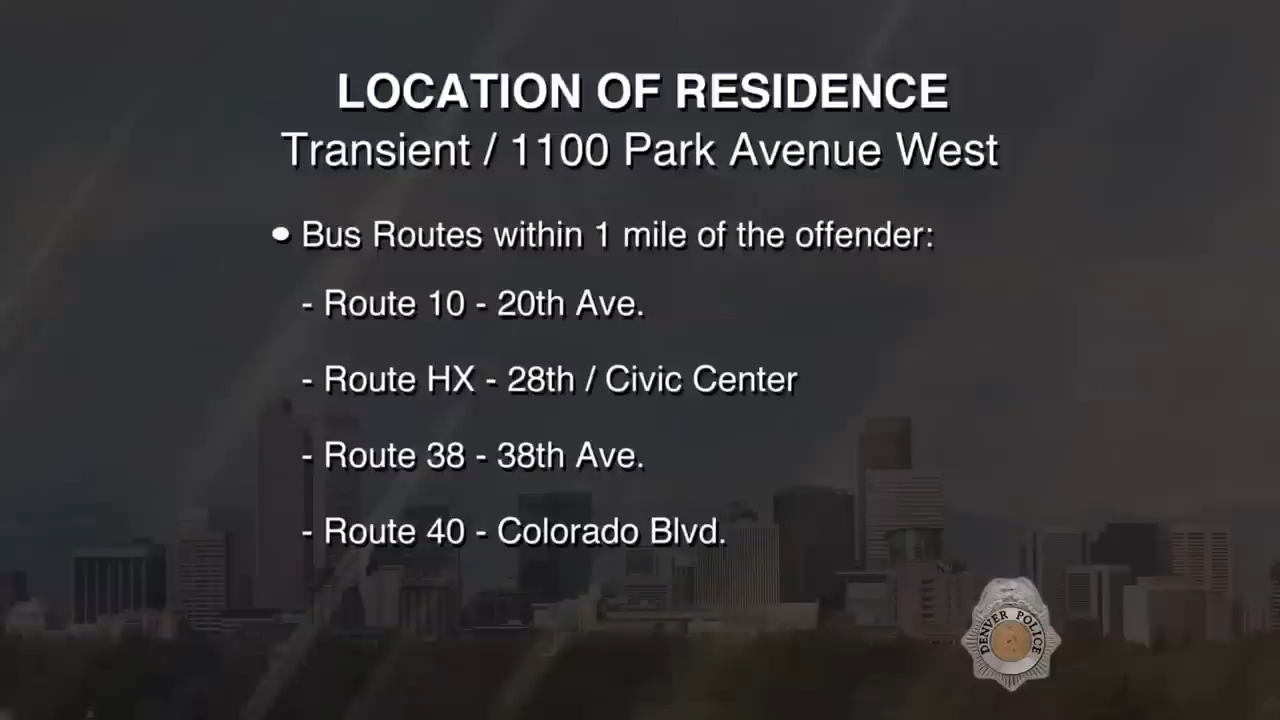 LOCATION OF RESIDENCE
Transient / 1100 Park Avenue West
• Bus Routes within 1 mile of the offender:
- Route 10 - 20th Ave.
- Route HX - 28th / Civic Center
- Route 38 - 38th Ave.
- Route 40 - Colorado Blvd.
DENVER POLICE